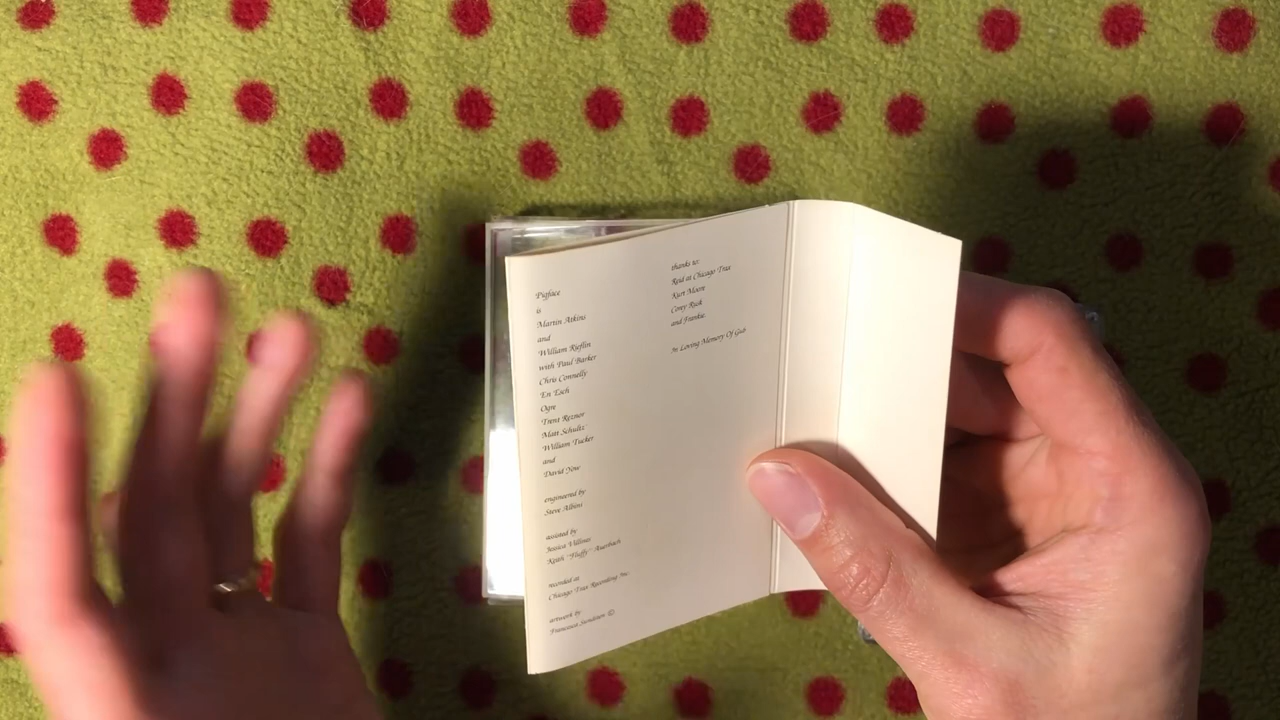 Pigface
is
Martin Atkins
and
William Rieflin
with Paul Barker
Chris Connelly
En Esch
Ogre
Trent Reznor
Matt Schultz
William Tucker
and
David Yow
engineered by
Steve Albini
assisted by
Jessica Villines
Keith "Fluffy" Auerbach
recorded at
Chicago Trax Recording Inc.
artwork by
Francesca Sundsten ©
thanks to:
Reid at Chicago Trax
Kurt Moore
Casey Rusk
and Frankie.
In Loving Memory Of Gub